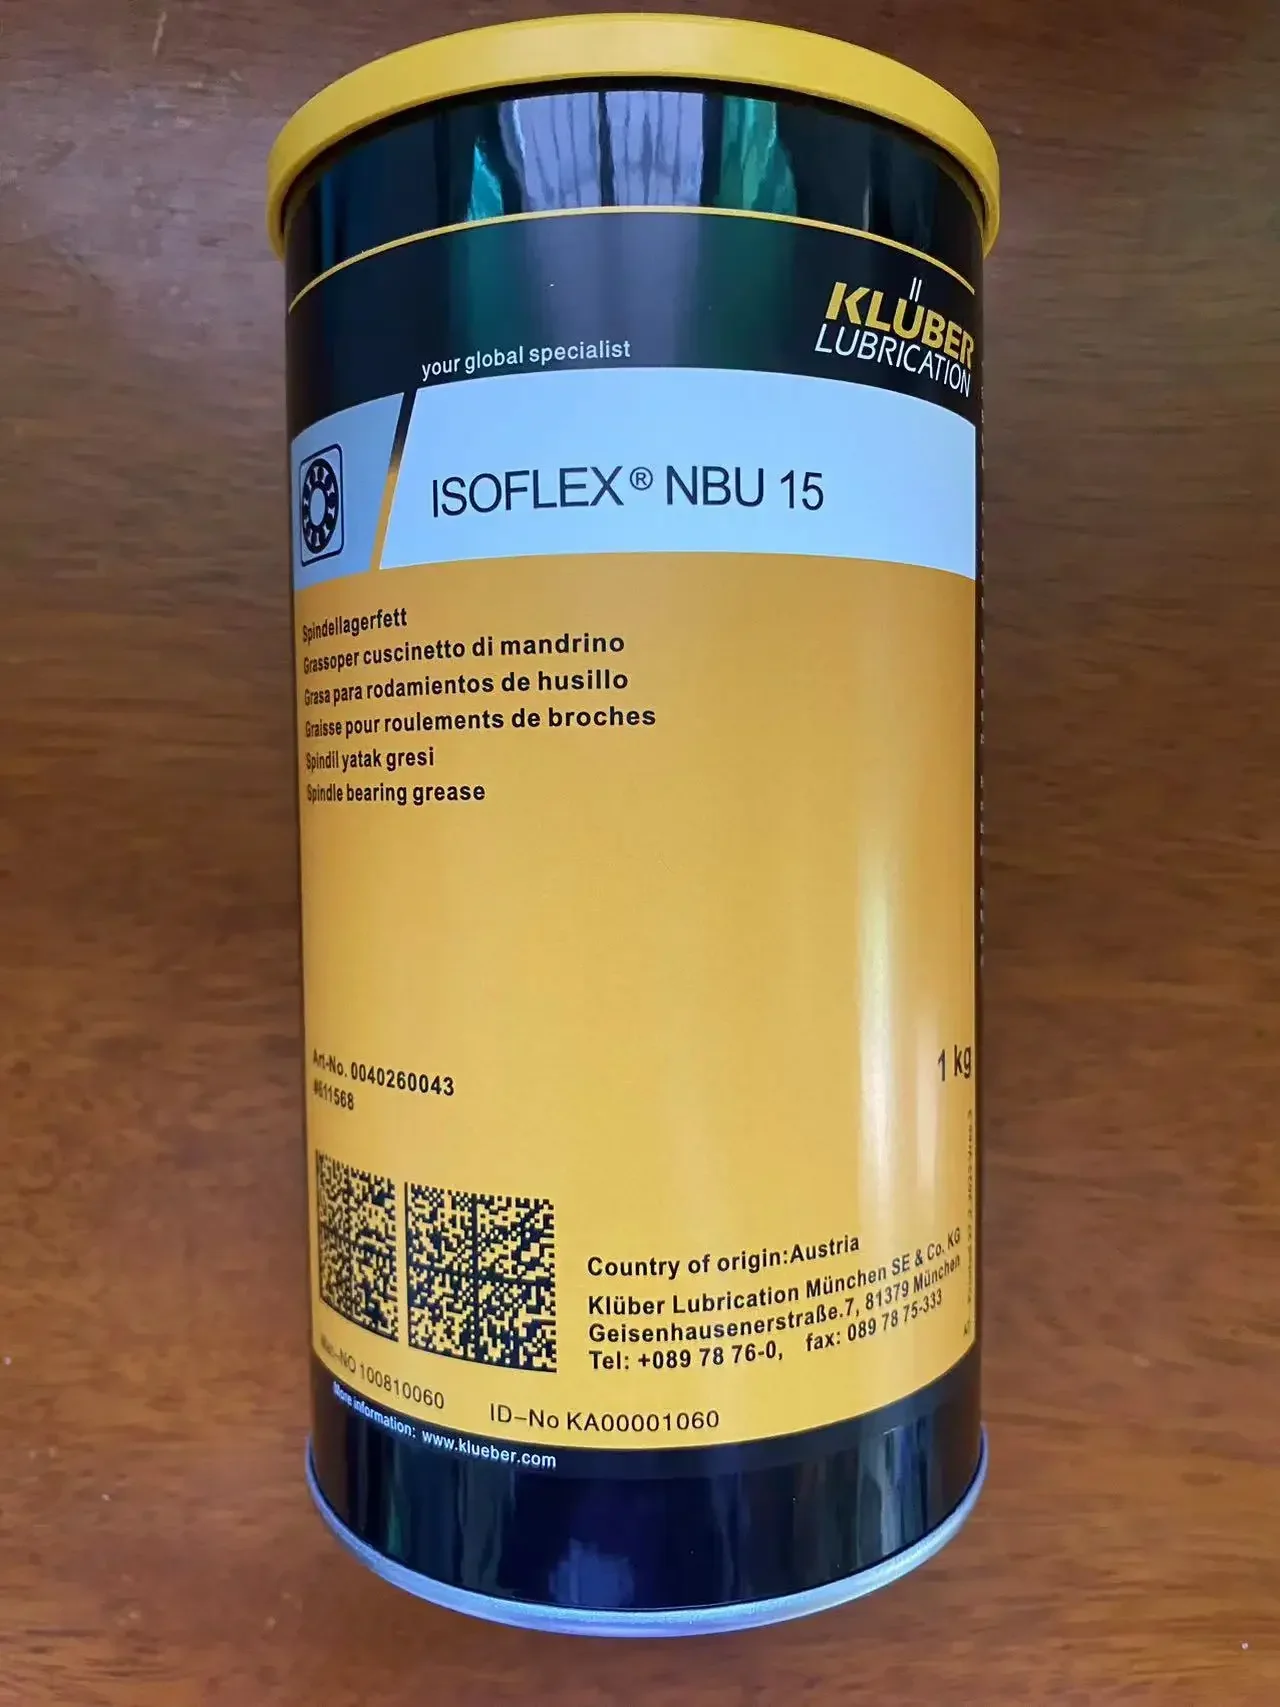 KLÜBER
LUBRICATION
your global specialist
ISOFLEX® NBU 15
Spindellagerfett
Grassoper cuscinetto di mandrino
Grasa para rodamientos de husillo
Graisse pour roulements de broches
Spindil yatak gresi
Spindle bearing grease
1 kg
Art-No. 0040260043
#611568
Country of origin:Austria
Klüber Lubrication München SE & Co. KG
Geisenhausenerstraße.7, 81379 München
Tel: +089 78 76-0, fax: 089 78 75-333
100810060
ID-No KA00001060
More information: www.klueber.com